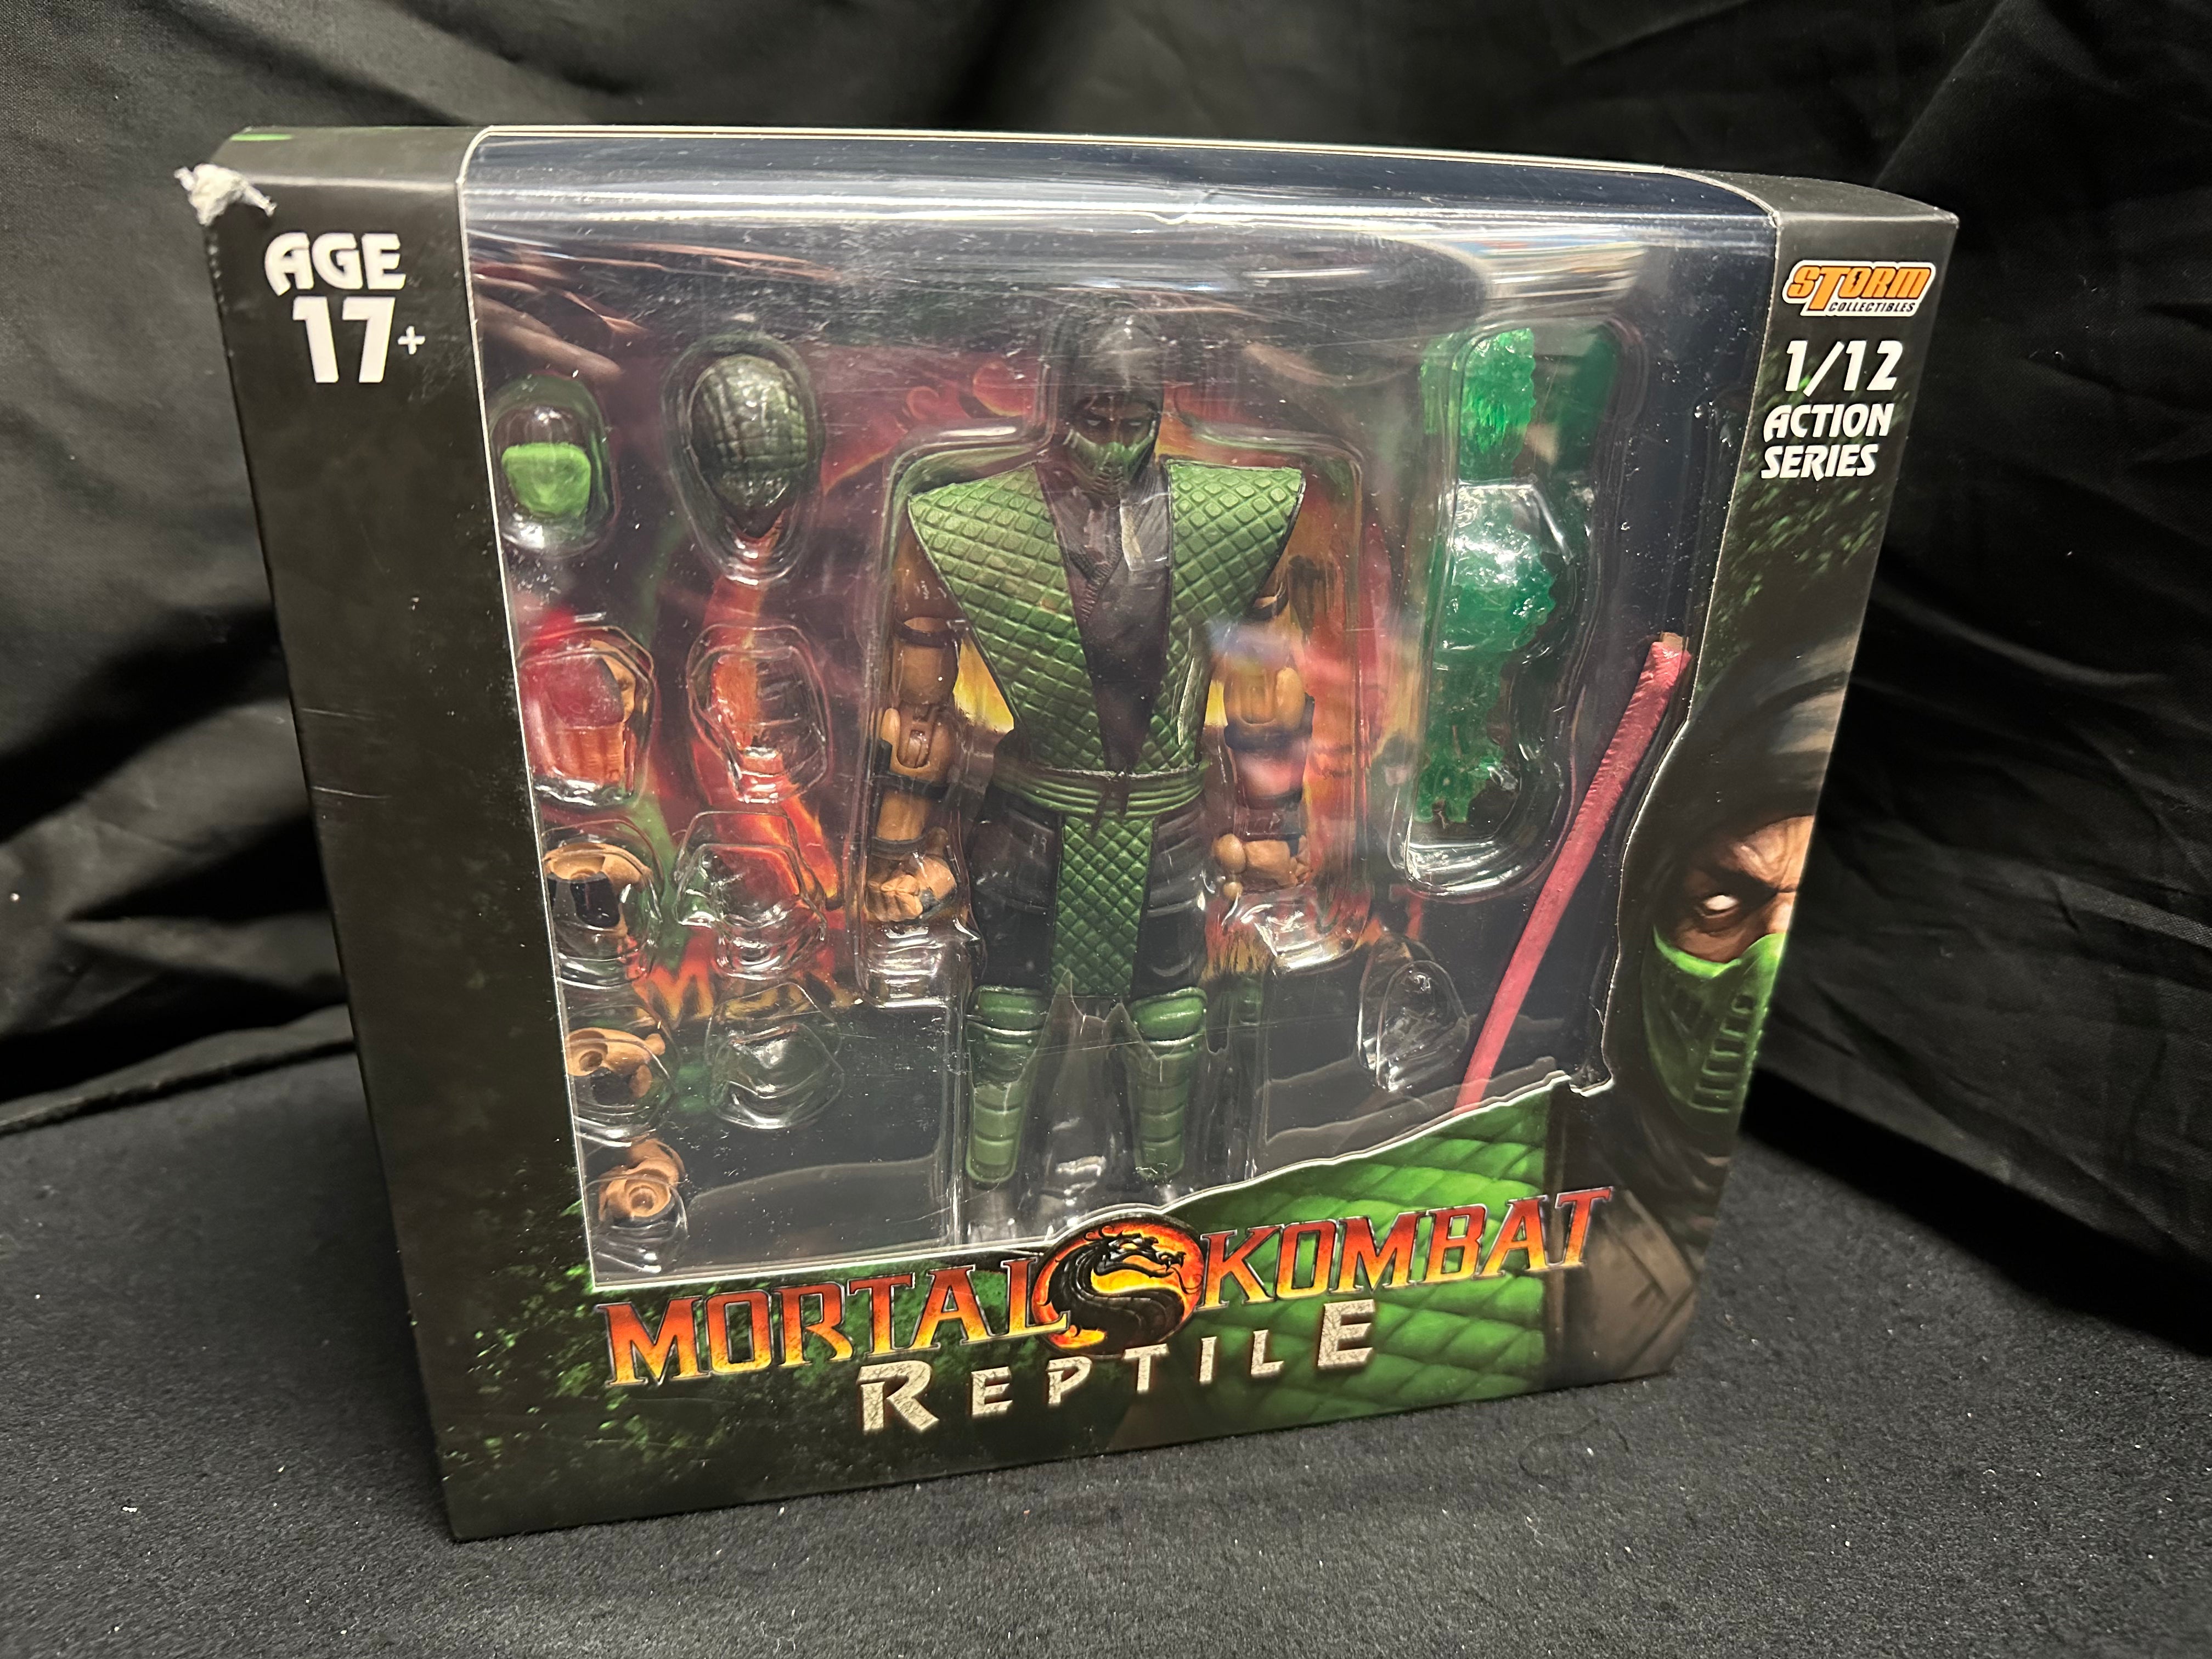 AGE
17+
STORM
COLLECTIBLES
1/12
ACTION
SERIES
MORTAL KOMBAT
REPTILE